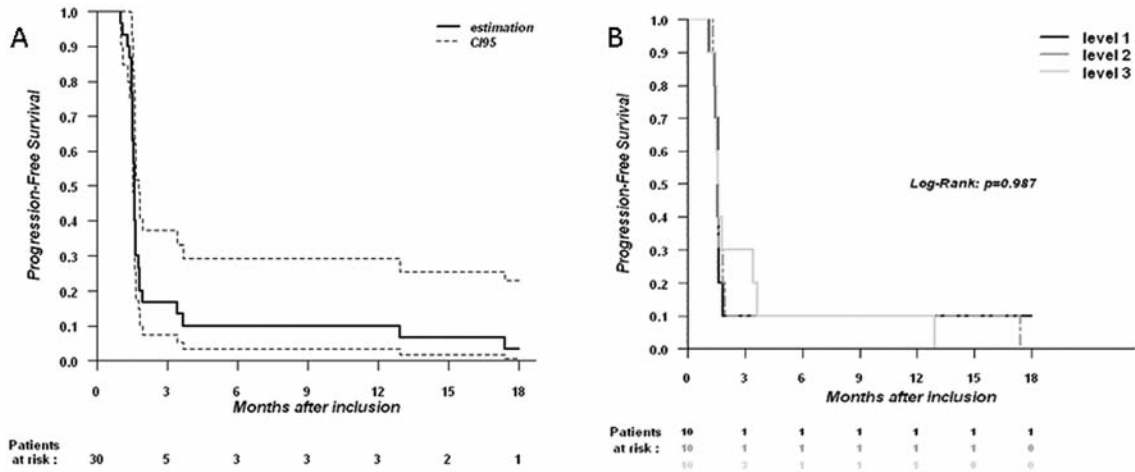 A
estimation
CI95
Progression-Free Survival
1.0
0.9
0.8
0.7
0.6
0.5
0.4
0.3
0.2
0.1
0.0
0 3 6 9 12 15 18
Months after inclusion
Patients
at risk :
30 5 3 3 3 2 1
B
level 1
level 2
level 3
Log-Rank: p=0.987
Progression-Free Survival
1.0
0.9
0.8
0.7
0.6
0.5
0.4
0.3
0.2
0.1
0.0
0 3 6 9 12 15 18
Months after inclusion
Patients
at risk :
10 1 1 1 1 1 1
10 1 1 1 1 1 0
10 3 1 1 1 0 0